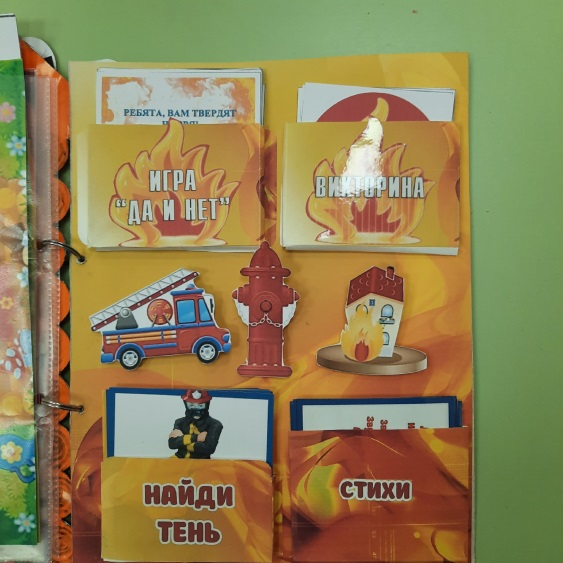 РЕБЯТА, ВАМ ТВЕРДЯТ
ИГРА
"ДА И НЕТ"
ВИКТОРИНА
НАЙДИ
ТЕНЬ
СТИХИ